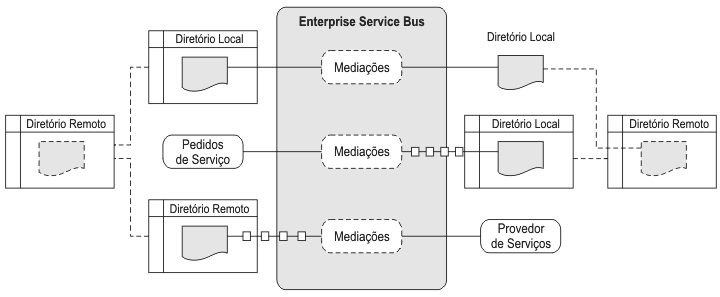 Enterprise Service Bus
Diretório Local
Mediações
Diretório Local
Diretório Remoto
Pedidos
de Serviço
Mediações
Diretório Local
Diretório Remoto
Diretório Remoto
Mediações
Provedor
de Serviços